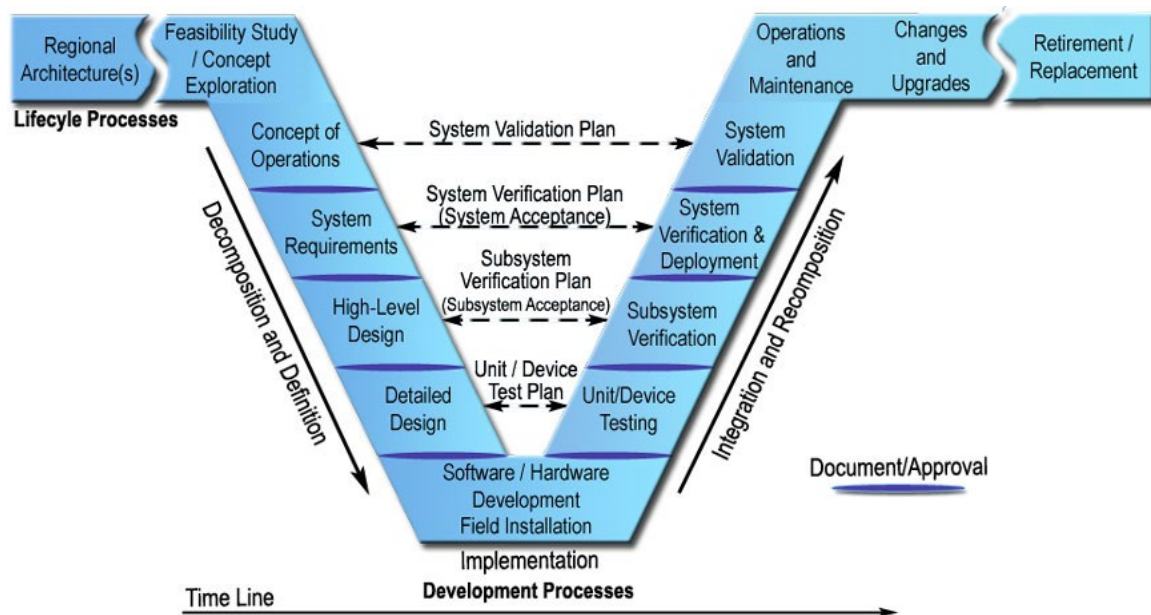 Regional
Architecture(s)
Feasibility Study
/ Concept
Exploration
Operations
and
Maintenance
Changes
and
Upgrades
Retirement /
Replacement
Lifecyle Processes
Concept of
Operations
System Validation Plan
System
Validation
System
Requirements
System Verification Plan
(System Acceptance)
System
Verification &
Deployment
High-Level
Design
Subsystem
Verification Plan
(Subsystem Acceptance)
Subsystem
Verification
Detailed
Design
Unit / Device
Test Plan
Unit/Device
Testing
Decomposition and Definition
Integration and Recomposition
Software / Hardware
Development
Field Installation
Document/Approval
Implementation
Development Processes
Time Line